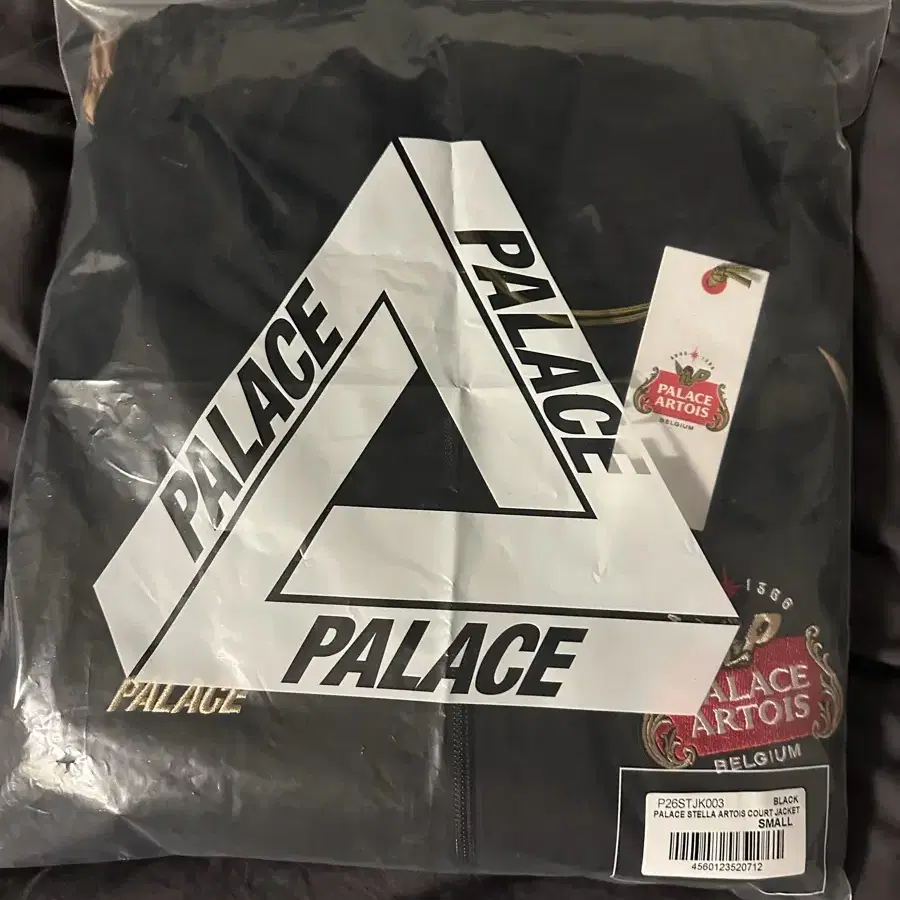 PALACE
PALACE
PALACE
PALACE
ARTOIS
BELGIUM
1366
PALACE
ALACE
ARTOIS
BELGIUM
P26STJK003 BLACK
PALACE STELLA ARTOIS COURT JACKET
SMALL
4560123520712